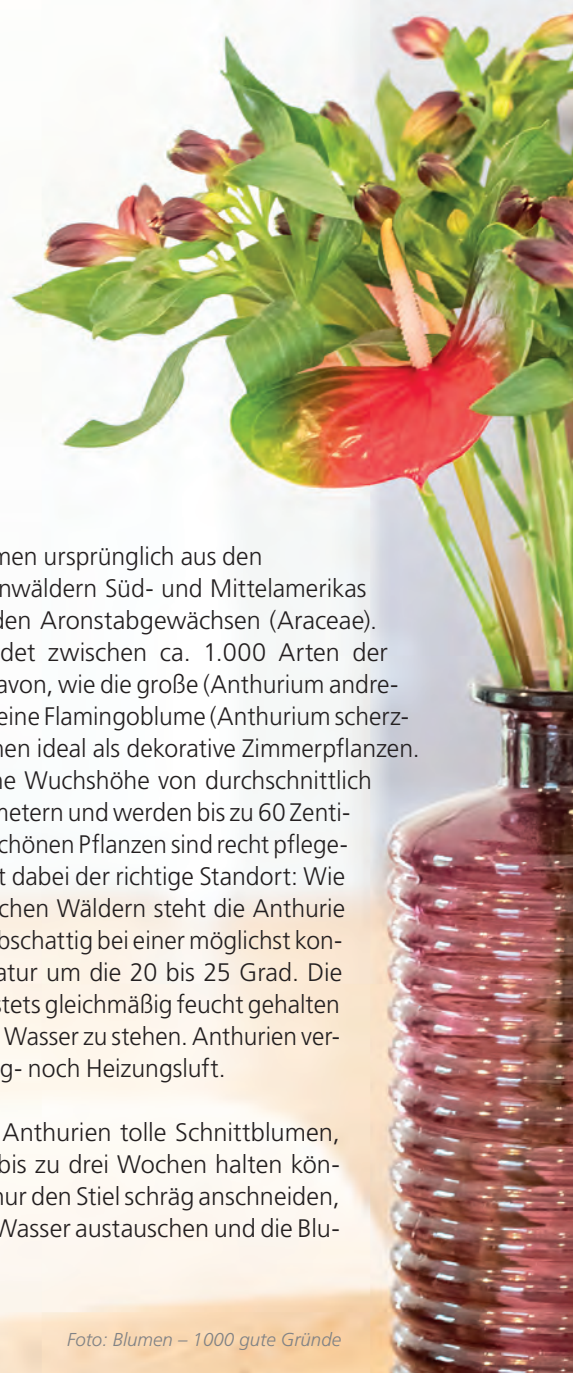 men ursprünglich aus den
nwäldern Süd- und Mittelamerikas
den Aronstabgewächsen (Araceae).
det zwischen ca. 1.000 Arten der
avon, wie die große (Anthurium andre-
eine Flamingoblume (Anthurium scherz-
nen ideal als dekorative Zimmerpflanzen.
ne Wuchshöhe von durchschnittlich
metern und werden bis zu 60 Zenti-
chönen Pflanzen sind recht pflege-
t dabei der richtige Standort: Wie
chen Wäldern steht die Anthurie
bschattig bei einer möglichst kon-
atur um die 20 bis 25 Grad. Die
stets gleichmäßig feucht gehalten
Wasser zu stehen. Anthurien ver-
g- noch Heizungsluft.
Anthurien tolle Schnittblumen,
bis zu drei Wochen halten kön-
nur den Stiel schräg anschneiden,
Wasser austauschen und die Blu-
Foto: Blumen – 1000 gute Gründe